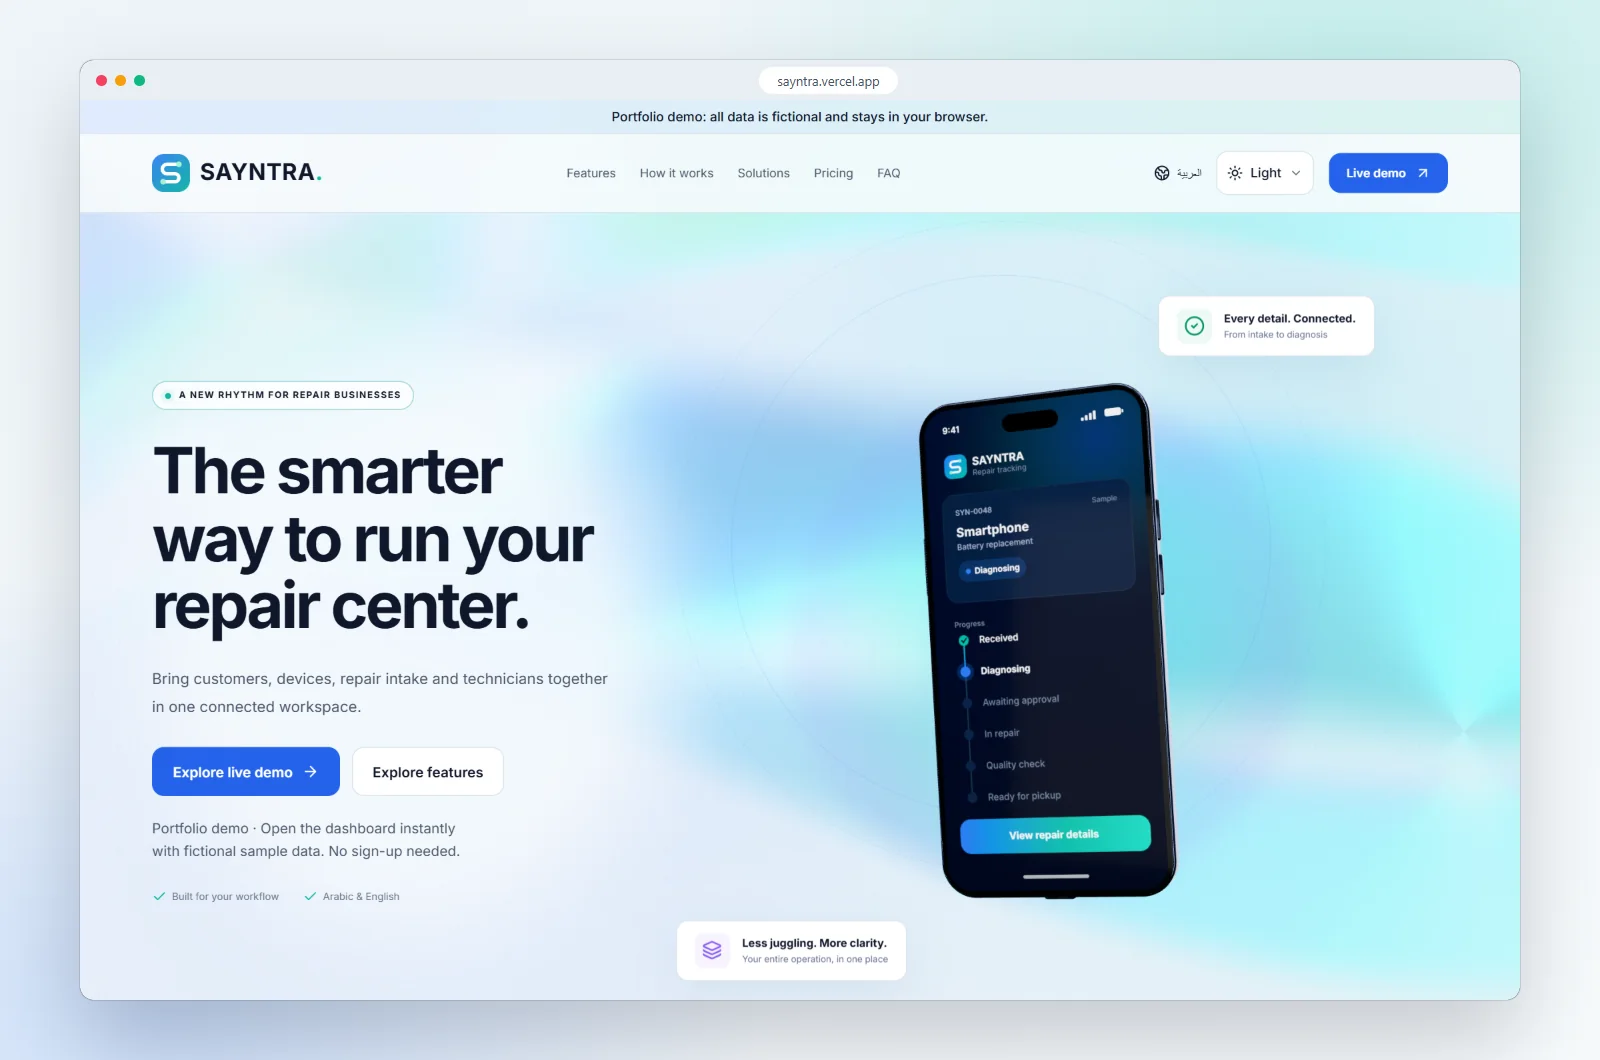 sayntra.vercel.app
Portfolio demo: all data is fictional and stays in your browser.
SAYNTRA.
Features
How it works
Solutions
Pricing
FAQ
العربية
Light
Live demo
Every detail. Connected.
From intake to diagnosis
A NEW RHYTHM FOR REPAIR BUSINESSES
The smarter
way to run your
repair center.
Bring customers, devices, repair intake and technicians together
in one connected workspace.
Explore live demo
Explore features
Portfolio demo · Open the dashboard instantly
with fictional sample data. No sign-up needed.
Built for your workflow
Arabic & English
9:41
SAYNTRA
Repair tracking
Sample
SYN-0048
Smartphone
Battery replacement
Diagnosing
Progress
Received
Diagnosing
Awaiting approval
In repair
Quality check
Ready for pickup
View repair details
Less juggling. More clarity.
Your entire operation, in one place